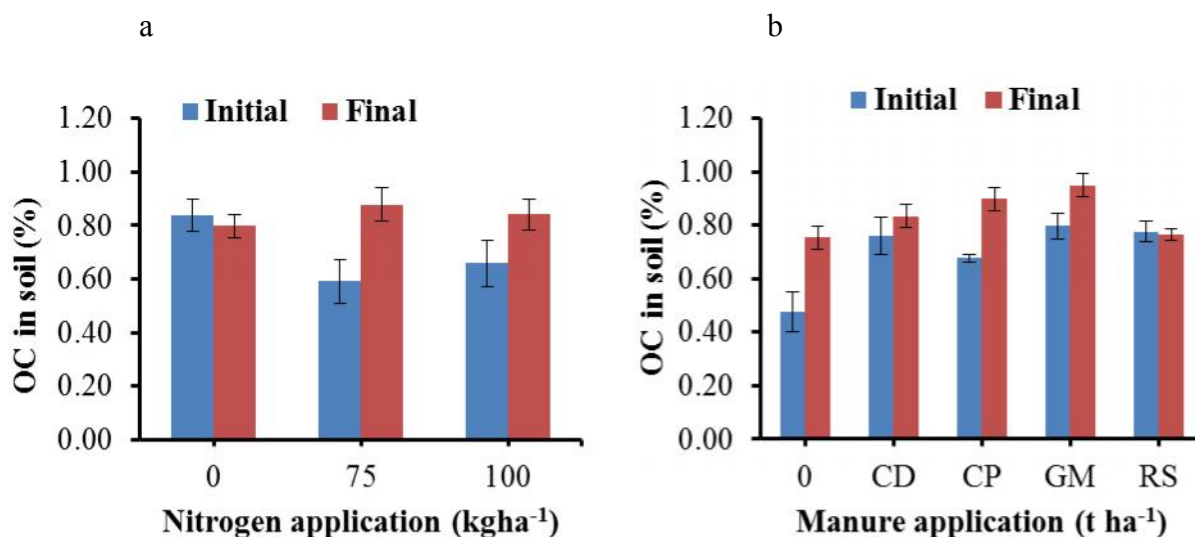 a
b
Initial Final
1.20
1.00
0.80
0.60
0.40
0.20
0.00
OC in soil (%)
0 75 100
Nitrogen application (kgha⁻¹)
Initial Final
1.20
1.00
0.80
0.60
0.40
0.20
0.00
OC in soil (%)
0 CD CP GM RS
Manure application (t ha⁻¹)